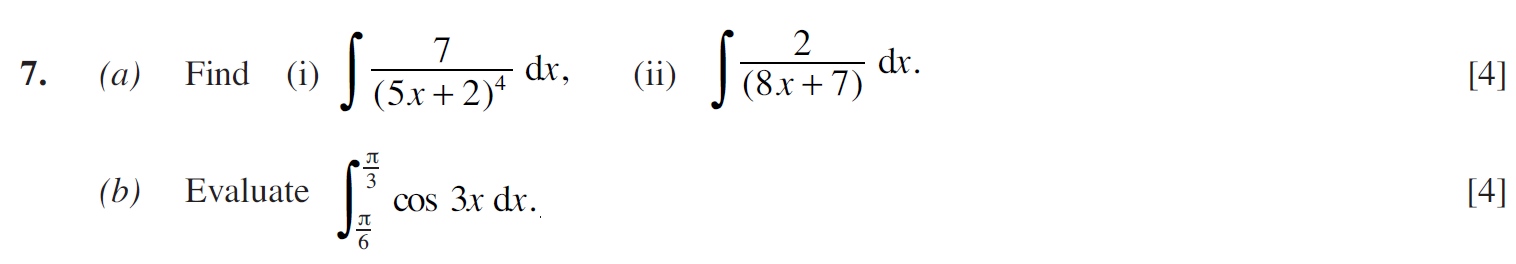 7. (a) Find (i) ∫ 7/(5x + 2)⁴ dx, (ii) ∫ 2/(8x + 7) dx. [4]
(b) Evaluate ∫_{π/6}^{π/3} cos 3x dx. [4]